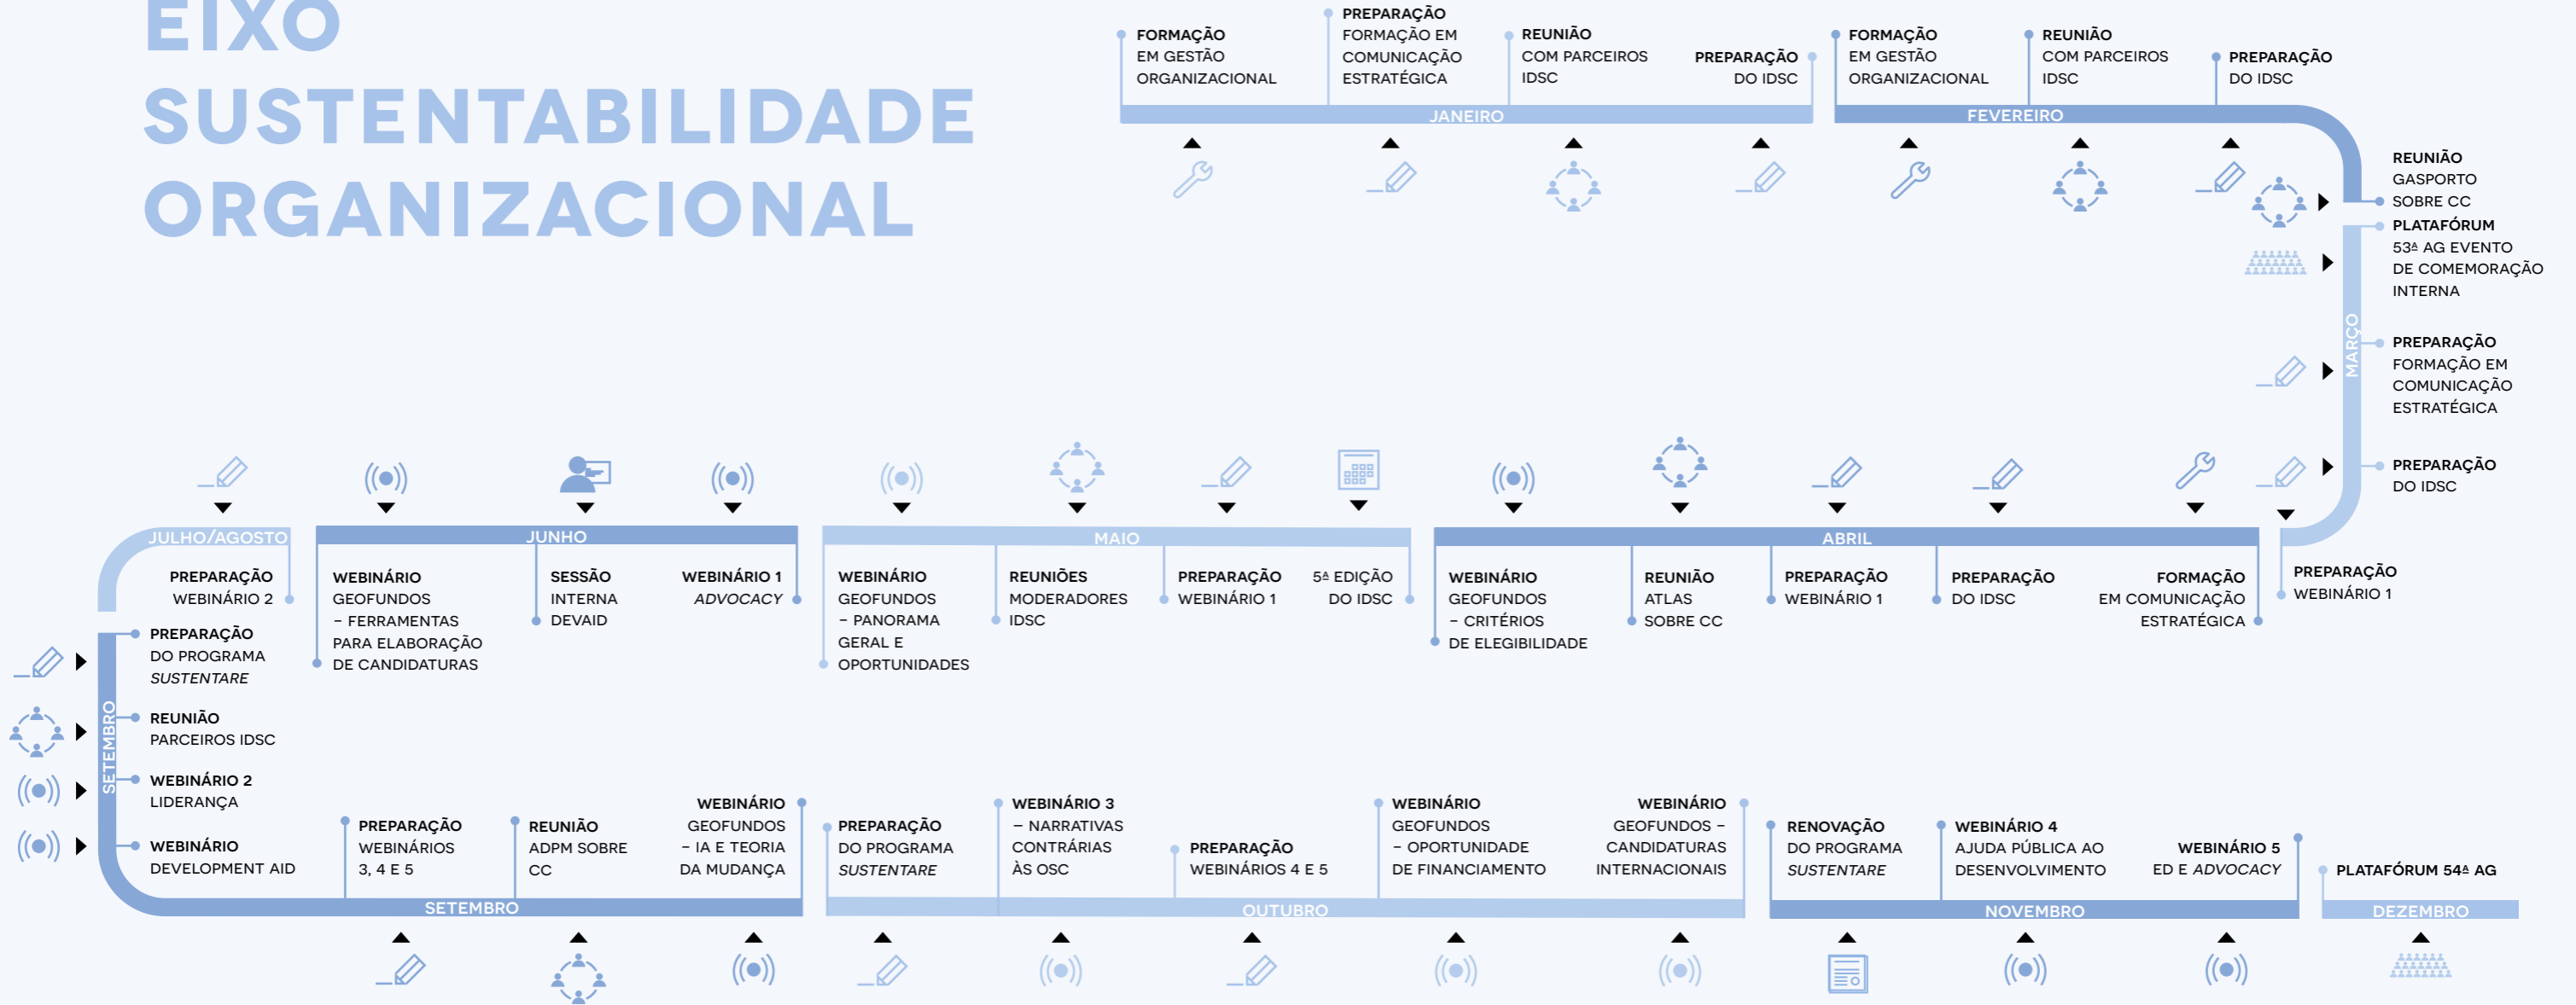 EIXO
SUSTENTABILIDADE
ORGANIZACIONAL
FORMAÇÃO
EM GESTÃO
ORGANIZACIONAL
PREPARAÇÃO
FORMAÇÃO EM
COMUNICAÇÃO
ESTRATÉGICA
REUNIÃO
COM PARCEIROS
IDSC
PREPARAÇÃO
DO IDSC
JANEIRO
FORMAÇÃO
EM GESTÃO
ORGANIZACIONAL
REUNIÃO
COM PARCEIROS
IDSC
PREPARAÇÃO
DO IDSC
FEVEREIRO
REUNIÃO
GASPORTO
SOBRE CC
PLATAFÓRUM
53ª AG EVENTO
DE COMEMORAÇÃO
INTERNA
MARÇO
PREPARAÇÃO
FORMAÇÃO EM
COMUNICAÇÃO
ESTRATÉGICA
PREPARAÇÃO
DO IDSC
PREPARAÇÃO
WEBINÁRIO 1
ABRIL
FORMAÇÃO
EM COMUNICAÇÃO
ESTRATÉGICA
PREPARAÇÃO
DO IDSC
PREPARAÇÃO
WEBINÁRIO 1
REUNIÃO
ATLAS
SOBRE CC
WEBINÁRIO
GEOFUNDOS
– CRITÉRIOS
DE ELEGIBILIDADE
MAIO
5ª EDIÇÃO
DO IDSC
PREPARAÇÃO
WEBINÁRIO 1
REUNIÕES
MODERADORES
IDSC
WEBINÁRIO
GEOFUNDOS
– PANORAMA
GERAL E
OPORTUNIDADES
JUNHO
WEBINÁRIO 1
ADVOCACY
SESSÃO
INTERNA
DEVAID
WEBINÁRIO
GEOFUNDOS
– FERRAMENTAS
PARA ELABORAÇÃO
DE CANDIDATURAS
JULHO/AGOSTO
PREPARAÇÃO
WEBINÁRIO 2
SETEMBRO
PREPARAÇÃO
DO PROGRAMA
SUSTENTARE
REUNIÃO
PARCEIROS IDSC
WEBINÁRIO 2
LIDERANÇA
WEBINÁRIO
DEVELOPMENT AID
PREPARAÇÃO
WEBINÁRIOS
3, 4 E 5
REUNIÃO
ADPM SOBRE
CC
WEBINÁRIO
GEOFUNDOS
– IA E TEORIA
DA MUDANÇA
SETEMBRO
PREPARAÇÃO
DO PROGRAMA
SUSTENTARE
WEBINÁRIO 3
– NARRATIVAS
CONTRÁRIAS
ÀS OSC
PREPARAÇÃO
WEBINÁRIOS 4 E 5
WEBINÁRIO
GEOFUNDOS
– OPORTUNIDADE
DE FINANCIAMENTO
WEBINÁRIO
GEOFUNDOS –
CANDIDATURAS
INTERNACIONAIS
OUTUBRO
RENOVAÇÃO
DO PROGRAMA
SUSTENTARE
WEBINÁRIO 4
AJUDA PÚBLICA AO
DESENVOLVIMENTO
WEBINÁRIO 5
ED E ADVOCACY
NOVEMBRO
PLATAFÓRUM 54ª AG
DEZEMBRO